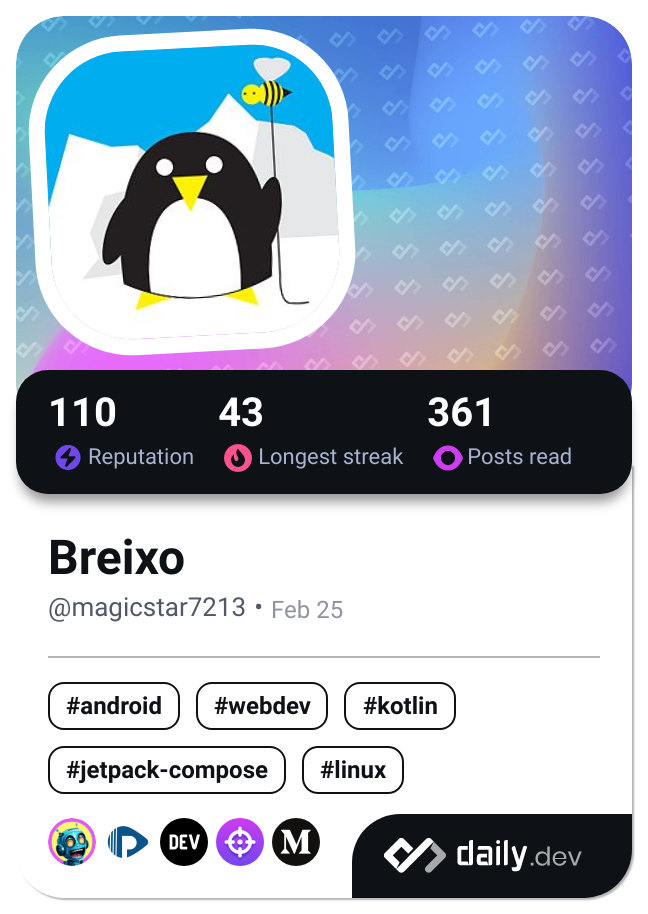 110 43 361
Reputation Longest streak Posts read
Breixo
@magicstar7213 • Feb 25
#android #webdev #kotlin
#jetpack-compose #linux
DEV M daily.dev